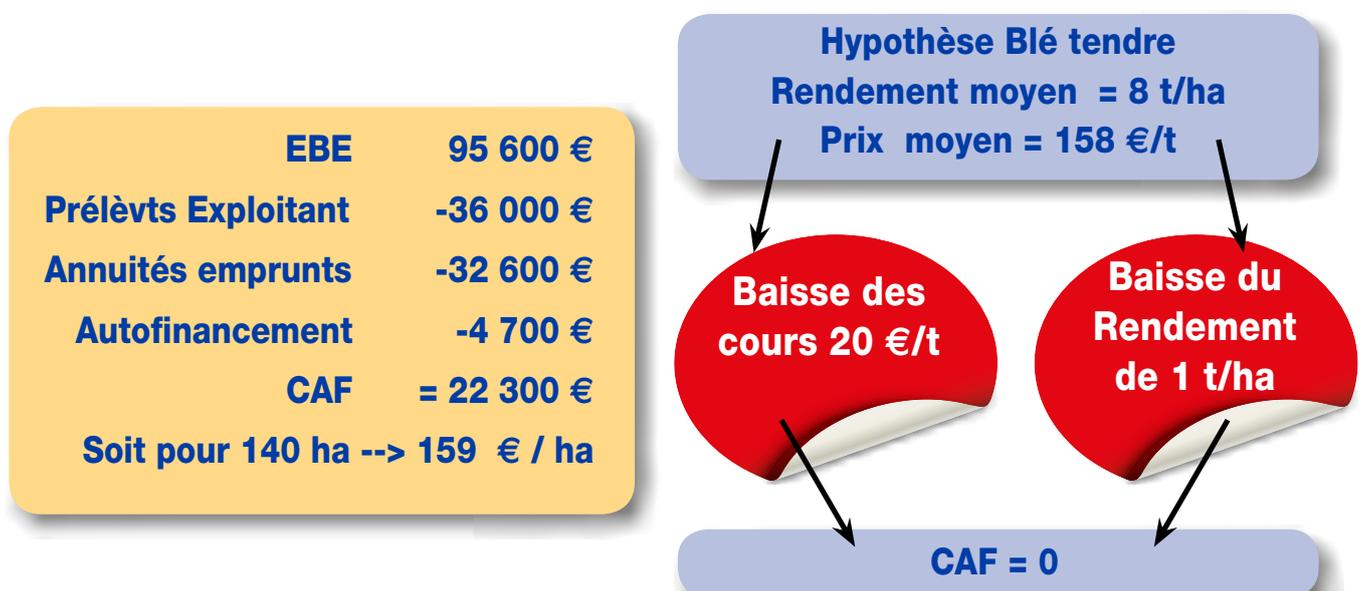 EBE 95 600 €
Prélèvts Exploitant -36 000 €
Annuités emprunts -32 600 €
Autofinancement -4 700 €
CAF = 22 300 €
Soit pour 140 ha --> 159 € / ha
Hypothèse Blé tendre
Rendement moyen = 8 t/ha
Prix moyen = 158 €/t
Baisse des
cours 20 €/t
Baisse du
Rendement
de 1 t/ha
CAF = 0